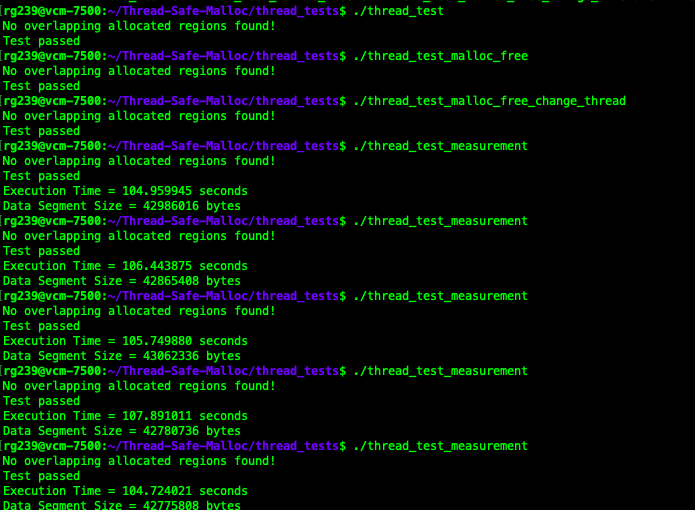 [rg239@vcm-7500:~/Thread-Safe-Malloc/thread_tests$ ./thread_test
No overlapping allocated regions found!
Test passed
[rg239@vcm-7500:~/Thread-Safe-Malloc/thread_tests$ ./thread_test_malloc_free
No overlapping allocated regions found!
Test passed
[rg239@vcm-7500:~/Thread-Safe-Malloc/thread_tests$ ./thread_test_malloc_free_change_thread
No overlapping allocated regions found!
Test passed
[rg239@vcm-7500:~/Thread-Safe-Malloc/thread_tests$ ./thread_test_measurement
No overlapping allocated regions found!
Test passed
Execution Time = 104.959945 seconds
Data Segment Size = 42986016 bytes
[rg239@vcm-7500:~/Thread-Safe-Malloc/thread_tests$ ./thread_test_measurement
No overlapping allocated regions found!
Test passed
Execution Time = 106.443875 seconds
Data Segment Size = 42865408 bytes
[rg239@vcm-7500:~/Thread-Safe-Malloc/thread_tests$ ./thread_test_measurement
No overlapping allocated regions found!
Test passed
Execution Time = 105.749880 seconds
Data Segment Size = 43062336 bytes
[rg239@vcm-7500:~/Thread-Safe-Malloc/thread_tests$ ./thread_test_measurement
No overlapping allocated regions found!
Test passed
Execution Time = 107.891011 seconds
Data Segment Size = 42780736 bytes
[rg239@vcm-7500:~/Thread-Safe-Malloc/thread_tests$ ./thread_test_measurement
No overlapping allocated regions found!
Test passed
Execution Time = 104.724021 seconds
Data Segment Size = 42775808 bytes